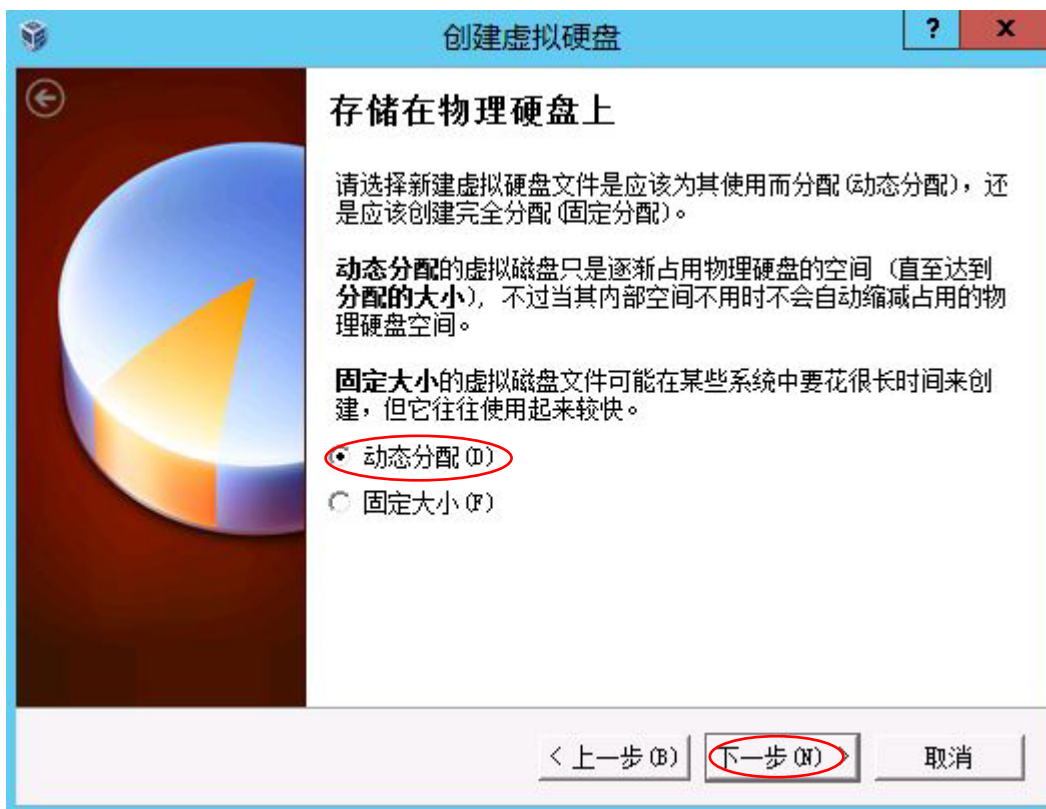 创建虚拟硬盘
? x
存储在物理硬盘上
请选择新建虚拟硬盘文件是应该为其使用而分配(动态分配)，还
是应该创建完全分配(固定分配)。
动态分配的虚拟磁盘只是逐渐占用物理硬盘的空间（直至达到
分配的大小），不过当其内部空间不用时不会自动缩减占用的物
理硬盘空间。
固定大小的虚拟磁盘文件可能在某些系统中要花很长时间来创
建，但它往往使用起来较快。
动态分配(D)
固定大小(F)
< 上一步(B) 下一步(N) > 取消